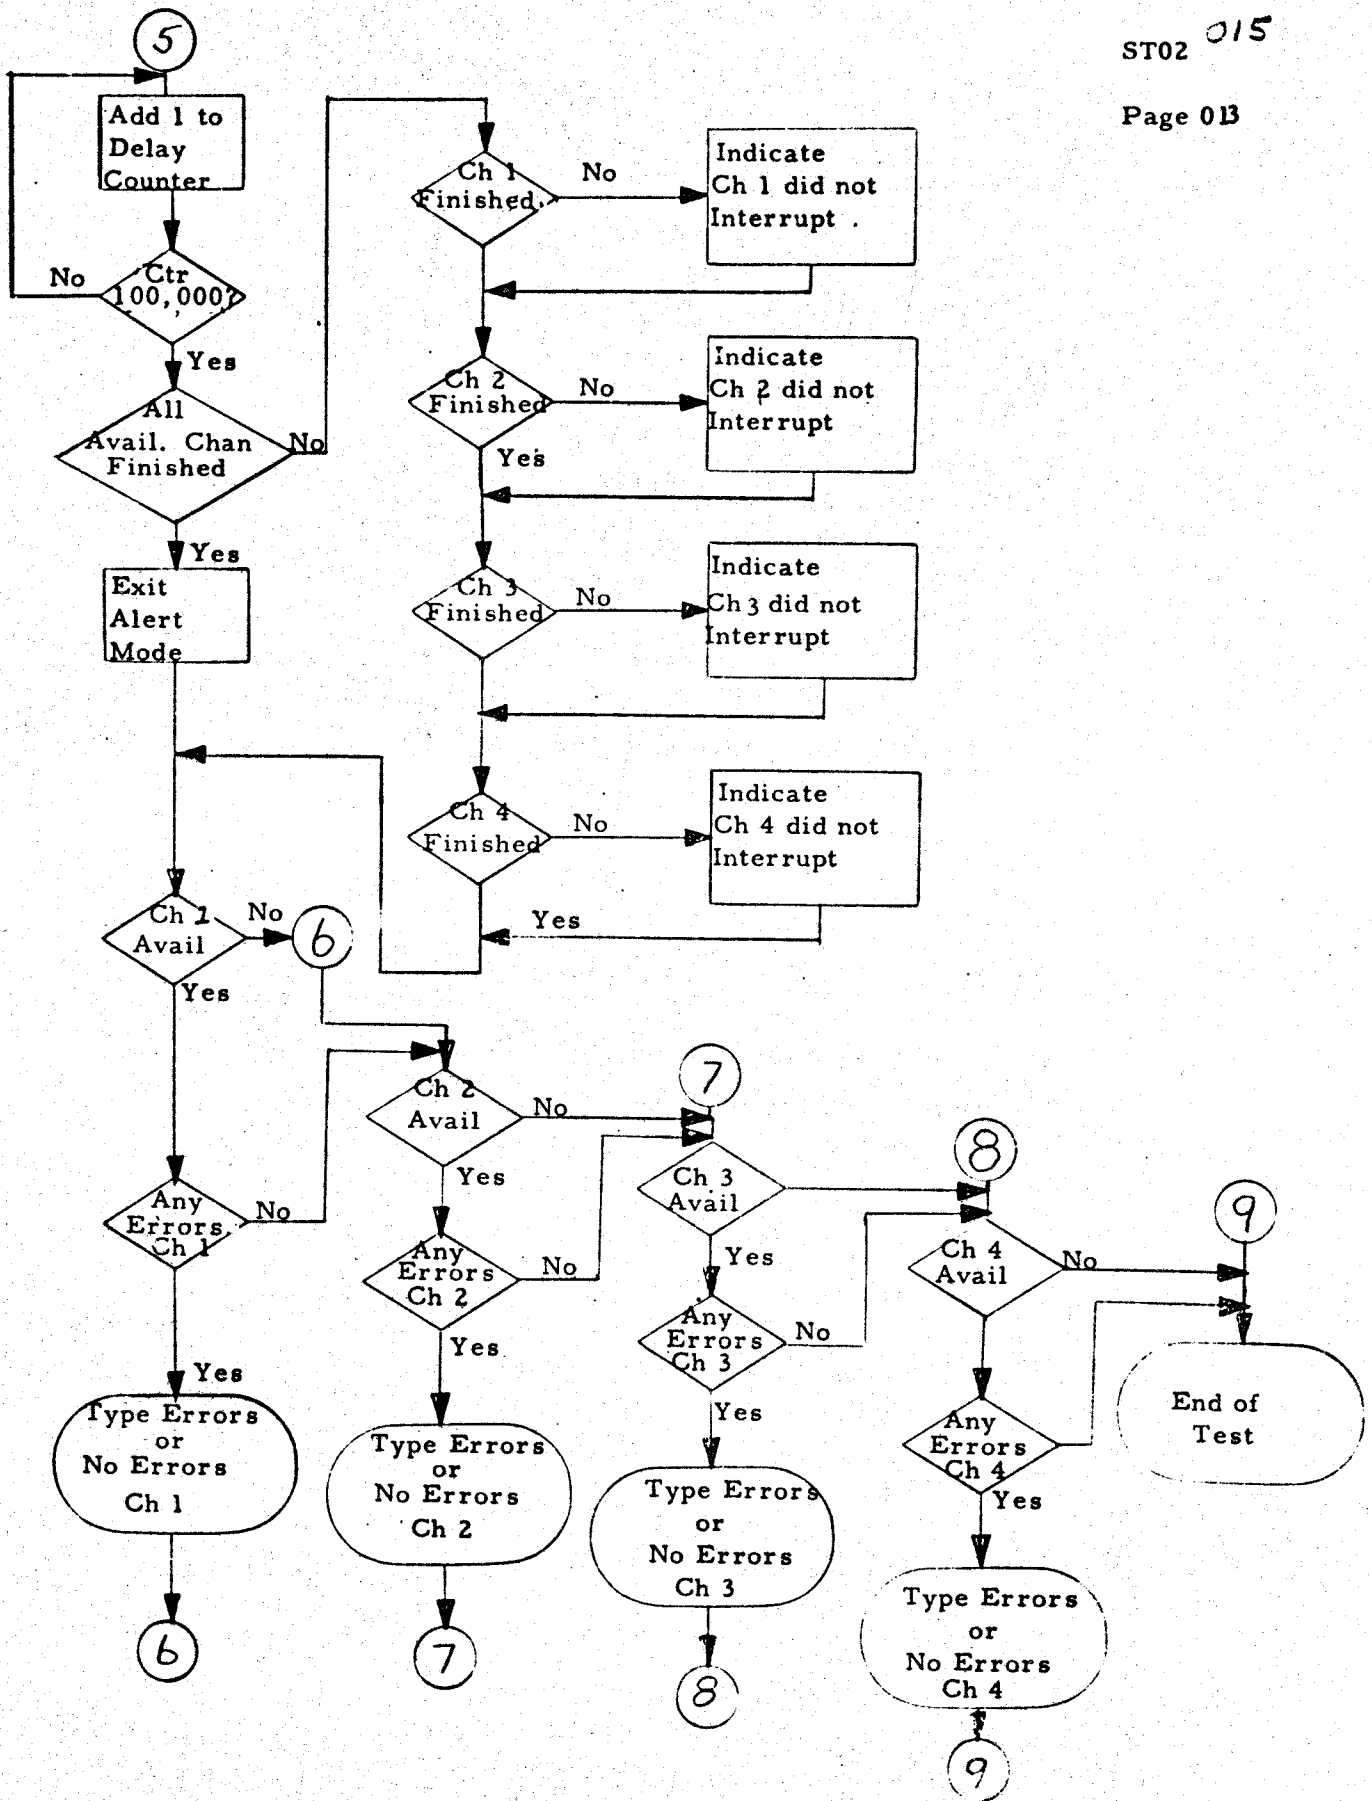 5
ST02 015
Page 013
Add 1 to
Delay
Counter
Ctr
100,000?
No
Yes
All
Avail. Chan
Finished
No
Yes
Exit
Alert
Mode
Ch 1
Finished
No
Indicate
Ch 1 did not
Interrupt .
Ch 2
Finished
No
Yes
Indicate
Ch 2 did not
Interrupt
Ch 3
Finished
No
Indicate
Ch 3 did not
Interrupt
Ch 4
Finished
No
Yes
Indicate
Ch 4 did not
Interrupt
Ch 1
Avail
No
6
Yes
Any
Errors
Ch 1
No
Yes
Type Errors
or
No Errors
Ch 1
6
Ch 2
Avail
No
Yes
Any
Errors
Ch 2
No
Yes
Type Errors
or
No Errors
Ch 2
7
7
Ch 3
Avail
Yes
Any
Errors
Ch 3
No
Yes
Type Errors
or
No Errors
Ch 3
8
8
Ch 4
Avail
No
Any
Errors
Ch 4
Yes
Type Errors
or
No Errors
Ch 4
9
9
End of
Test